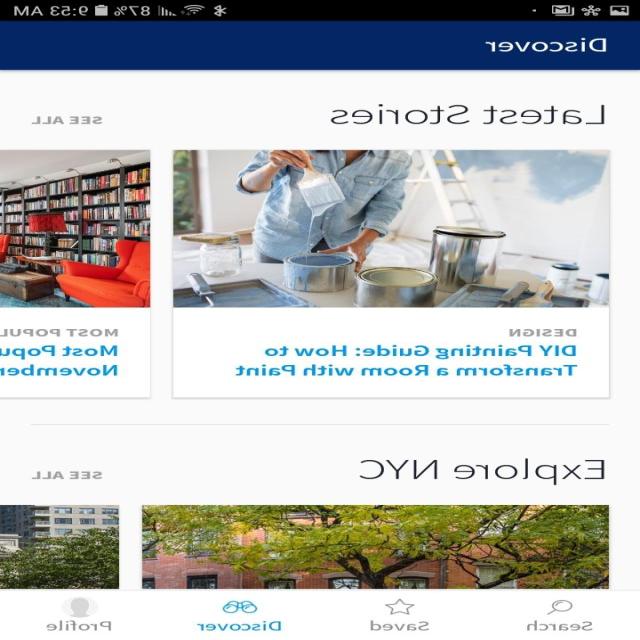 87% 9:53 AM
Discover
Latest Stories
SEE ALL
DESIGN
DIY Painting Guide: How to
Transform a Room with Paint
MOST POPUL
Most Popu
November
Explore NYC
SEE ALL
Search
Saved
Discover
Profile